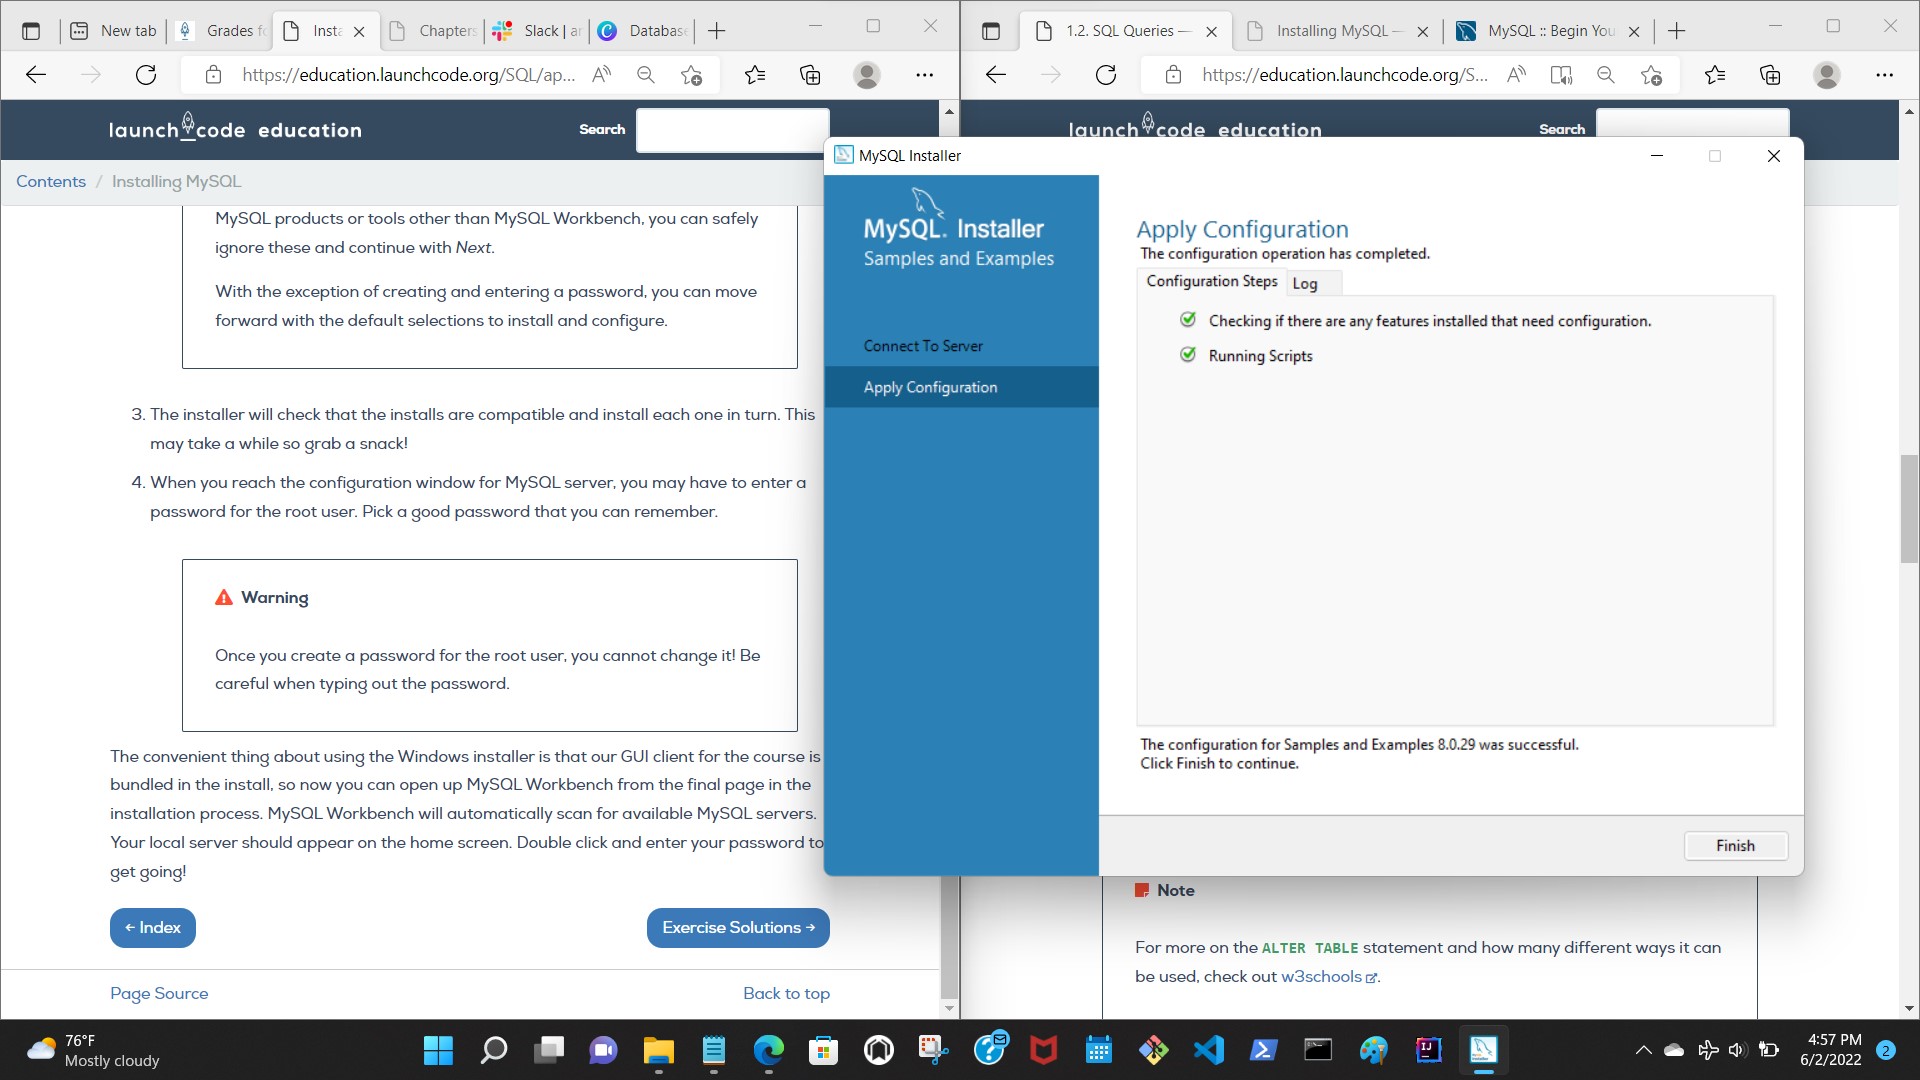 New tab
Grades fo
Insta
Chapters
Slack | ar
Database
https://education.launchcode.org/SQL/ap...
launch_code education
Search
Contents / Installing MySQL
MySQL products or tools other than MySQL Workbench, you can safely
ignore these and continue with Next.
With the exception of creating and entering a password, you can move
forward with the default selections to install and configure.
3. The installer will check that the installs are compatible and install each one in turn. This
may take a while so grab a snack!
4. When you reach the configuration window for MySQL server, you may have to enter a
password for the root user. Pick a good password that you can remember.
Warning
Once you create a password for the root user, you cannot change it! Be
careful when typing out the password.
The convenient thing about using the Windows installer is that our GUI client for the course is
bundled in the install, so now you can open up MySQL Workbench from the final page in the
installation process. MySQL Workbench will automatically scan for available MySQL servers.
Your local server should appear on the home screen. Double click and enter your password to
get going!
← Index
Exercise Solutions →
Page Source
Back to top
1.2. SQL Queries —
Installing MySQL —
MySQL :: Begin You
https://education.launchcode.org/S...
launch code education
Search
MySQL Installer
MySQL. Installer
Samples and Examples
Connect To Server
Apply Configuration
Apply Configuration
The configuration operation has completed.
Configuration Steps
Log
Checking if there are any features installed that need configuration.
Running Scripts
The configuration for Samples and Examples 8.0.29 was successful.
Click Finish to continue.
Finish
Note
For more on the ALTER TABLE statement and how many different ways it can
be used, check out w3schools.
76°F
Mostly cloudy
4:57 PM
6/2/2022
2